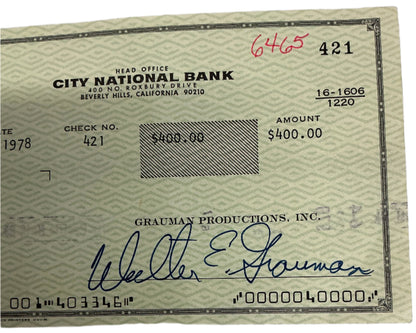 6465 421
HEAD OFFICE
CITY NATIONAL BANK
400 NO. ROXBURY DRIVE
BEVERLY HILLS, CALIFORNIA 90210
16-1606
1220
CHECK NO. AMOUNT
1978 421 $400.00 $400.00
GRAUMAN PRODUCTIONS, INC.
Walter E. Grauman
403346⑈ ⑈0000040000⑈